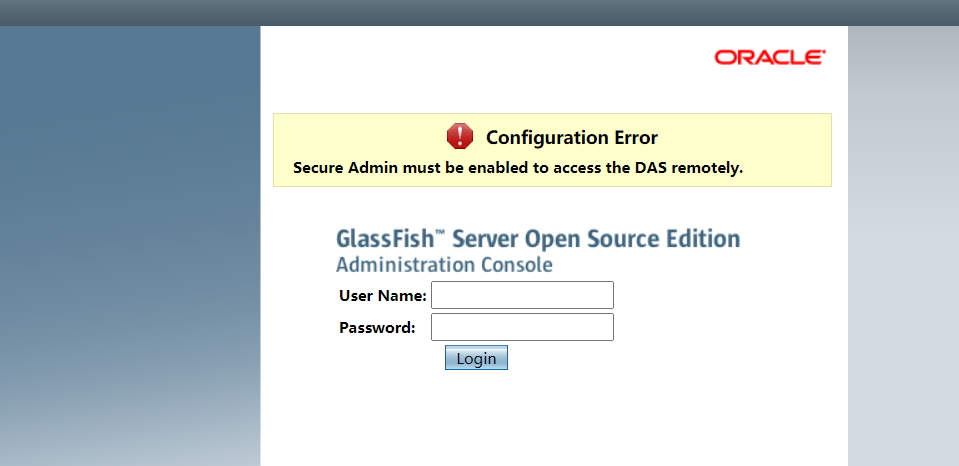 ORACLE
Configuration Error
Secure Admin must be enabled to access the DAS remotely.
GlassFish™ Server Open Source Edition
Administration Console
User Name:
Password:
Login